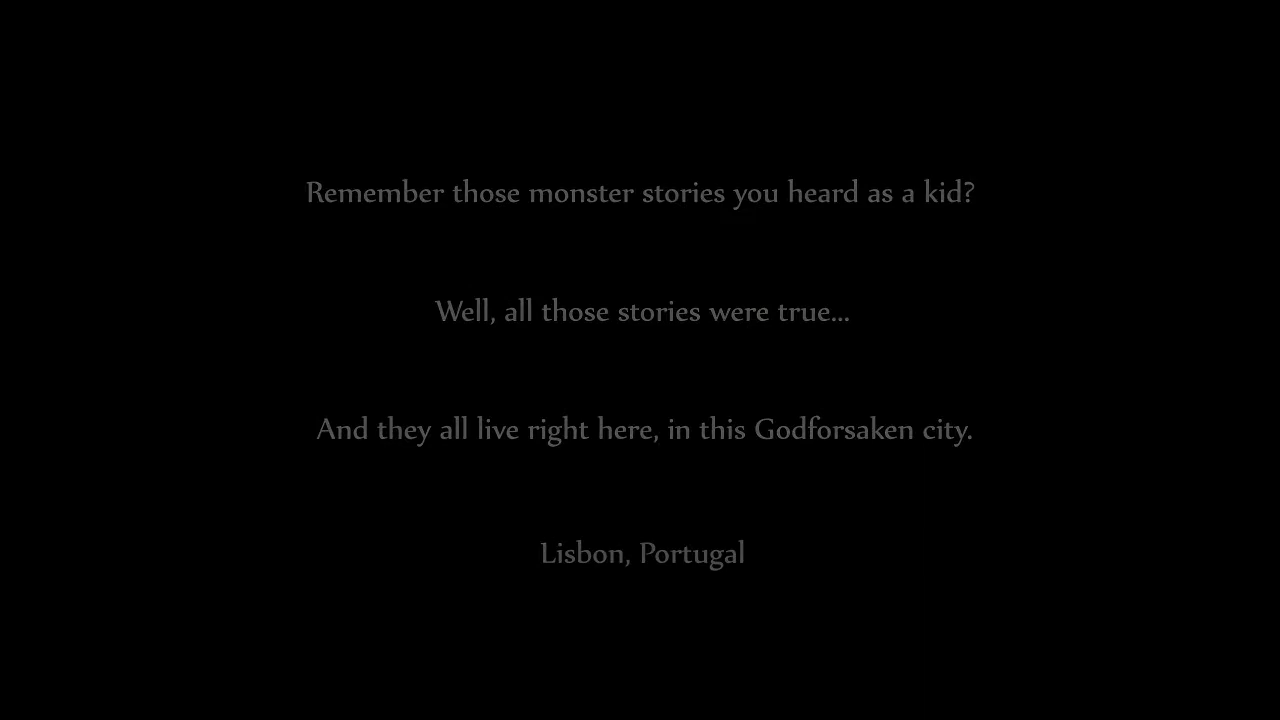 Remember those monster stories you heard as a kid?
Well, all those stories were true...
And they all live right here, in this Godforsaken city.
Lisbon, Portugal